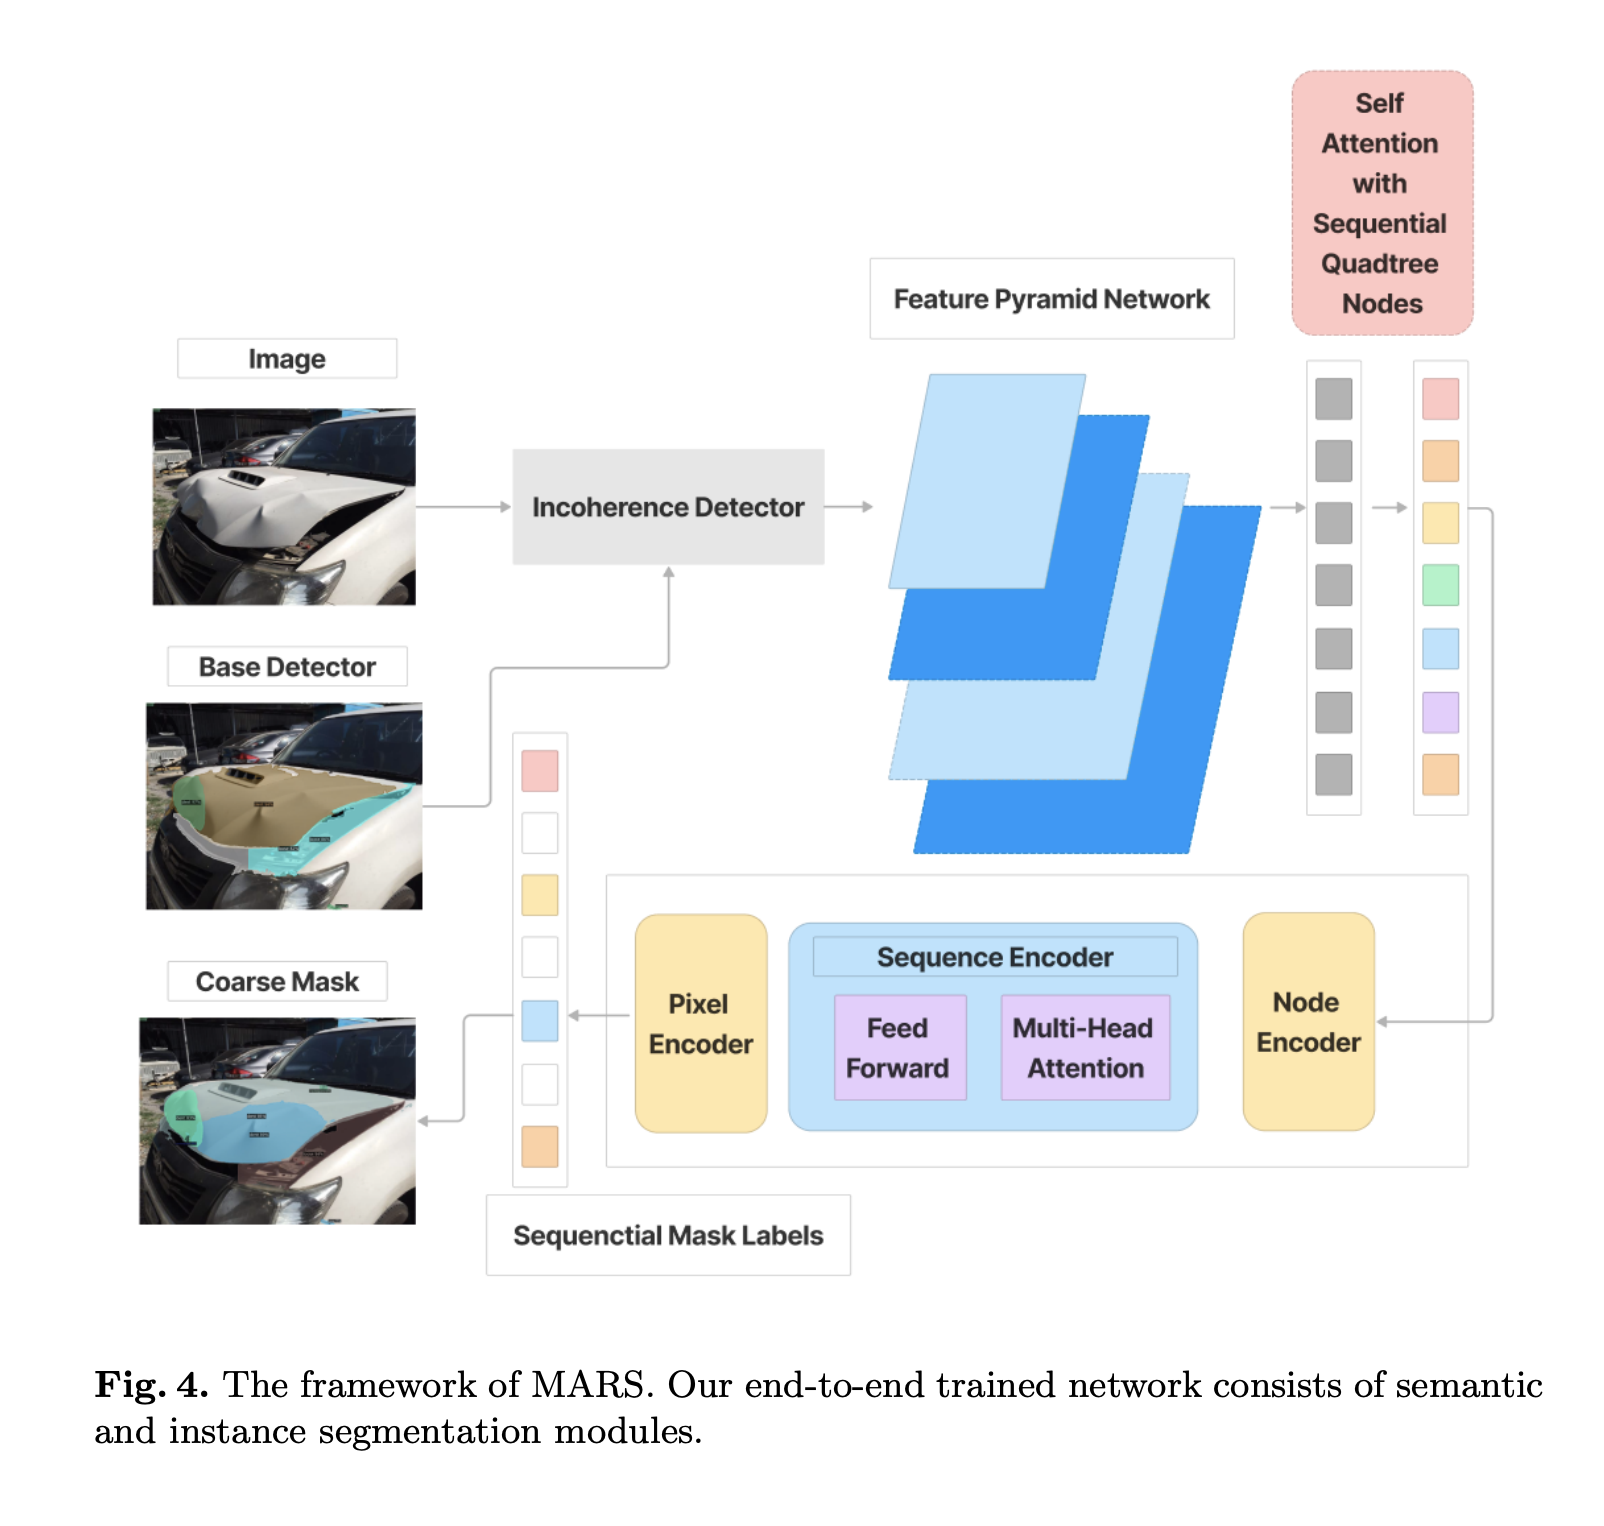 Self
Attention
with
Sequential
Quadtree
Nodes
Feature Pyramid Network
Image
Incoherence Detector
Base Detector
Coarse Mask
Pixel
Encoder
Sequence Encoder
Feed
Forward
Multi-Head
Attention
Node
Encoder
Sequenctial Mask Labels
Fig. 4. The framework of MARS. Our end-to-end trained network consists of semantic
and instance segmentation modules.